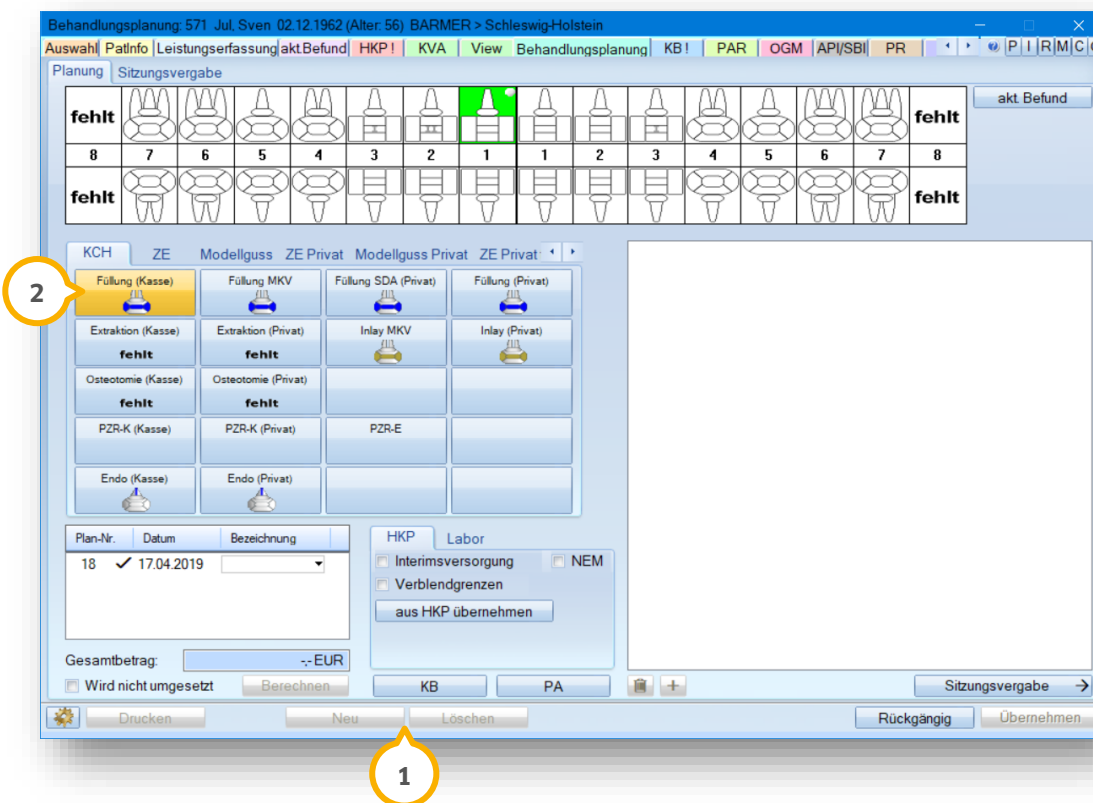 Behandlungsplanung: 571 Jul, Sven 02.12.1962 (Alter: 56) BARMER > Schleswig-Holstein
Auswahl PatInfo Leistungserfassung akt.Befund HKP! KVA View Behandlungsplanung KB! PAR OGM API/SBI PR P I R M C
Planung Sitzungsvergabe
fehlt fehlt akt. Befund
8 7 6 5 4 3 2 1 1 2 3 4 5 6 7 8
fehlt fehlt
KCH ZE Modellguss ZE Privat Modellguss Privat ZE Privat
2
Füllung (Kasse) Füllung MKV Füllung SDA (Privat) Füllung (Privat)
Extraktion (Kasse) Extraktion (Privat) Inlay MKV Inlay (Privat)
fehlt fehlt
Osteotomie (Kasse) Osteotomie (Privat)
fehlt fehlt
PZR-K (Kasse) PZR-K (Privat) PZR-E
Endo (Kasse) Endo (Privat)
Plan-Nr. Datum Bezeichnung HKP Labor
18 ✓ 17.04.2019 Interimsversorgung NEM
Verblendgrenzen
aus HKP übernehmen
Gesamtbetrag: -,- EUR
Wird nicht umgesetzt Berechnen KB PA + Sitzungsvergabe →
Drucken Neu Löschen Rückgängig Übernehmen
1